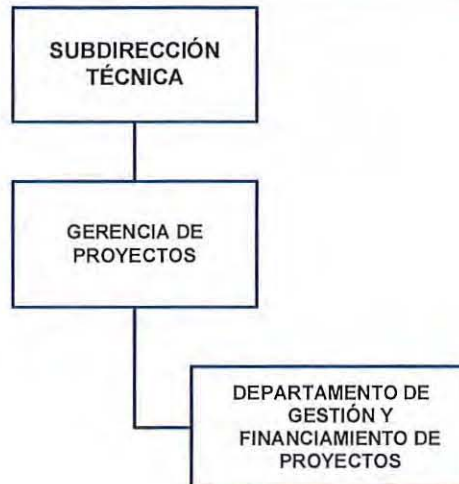 SUBDIRECCIÓN
TÉCNICA
GERENCIA DE
PROYECTOS
DEPARTAMENTO DE
GESTIÓN Y
FINANCIAMIENTO DE
PROYECTOS